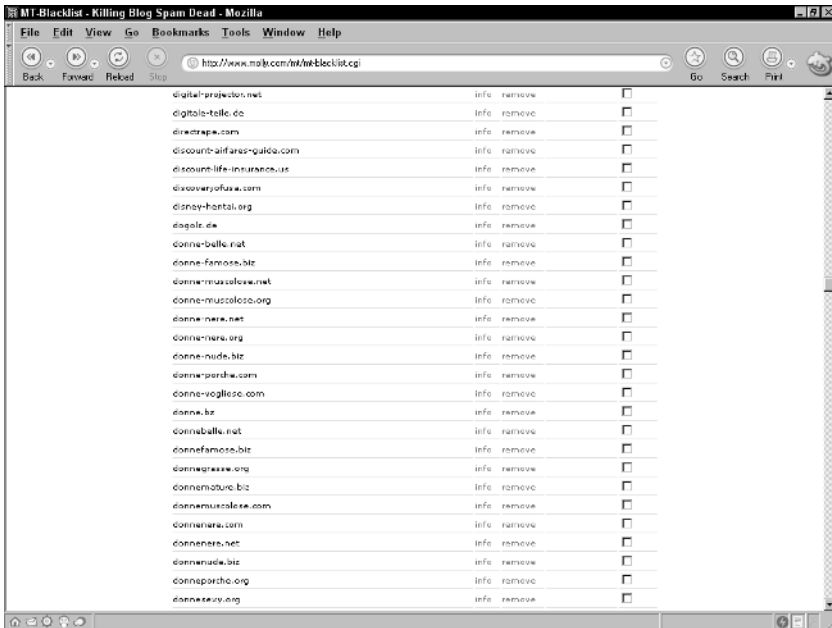 MT-Blacklist - Killing Blog Spam Dead - Mozilla
File Edit View Go Bookmarks Tools Window Help
Back Forward Reload Stop http://www.molly.com/mt/mt-blacklist.cgi Go Search Print
digital-projector.net info remove
digitale-teile.de info remove
directrape.com info remove
discount-airfares-guide.com info remove
discount-life-insurance.us info remove
discoveryofusa.com info remove
disney-hentai.org info remove
dogolz.de info remove
donne-belle.net info remove
donne-famose.biz info remove
donne-muscolose.net info remove
donne-muscolose.org info remove
donne-nere.net info remove
donne-nere.org info remove
donne-nude.biz info remove
donne-porche.com info remove
donne-vogliose.com info remove
donne.bz info remove
donnebelle.net info remove
donnefamose.biz info remove
donnegrasse.org info remove
donnemature.biz info remove
donnemuscolose.com info remove
donnenere.com info remove
donnenere.net info remove
donnenude.biz info remove
donneporche.org info remove
donnesexy.org info remove